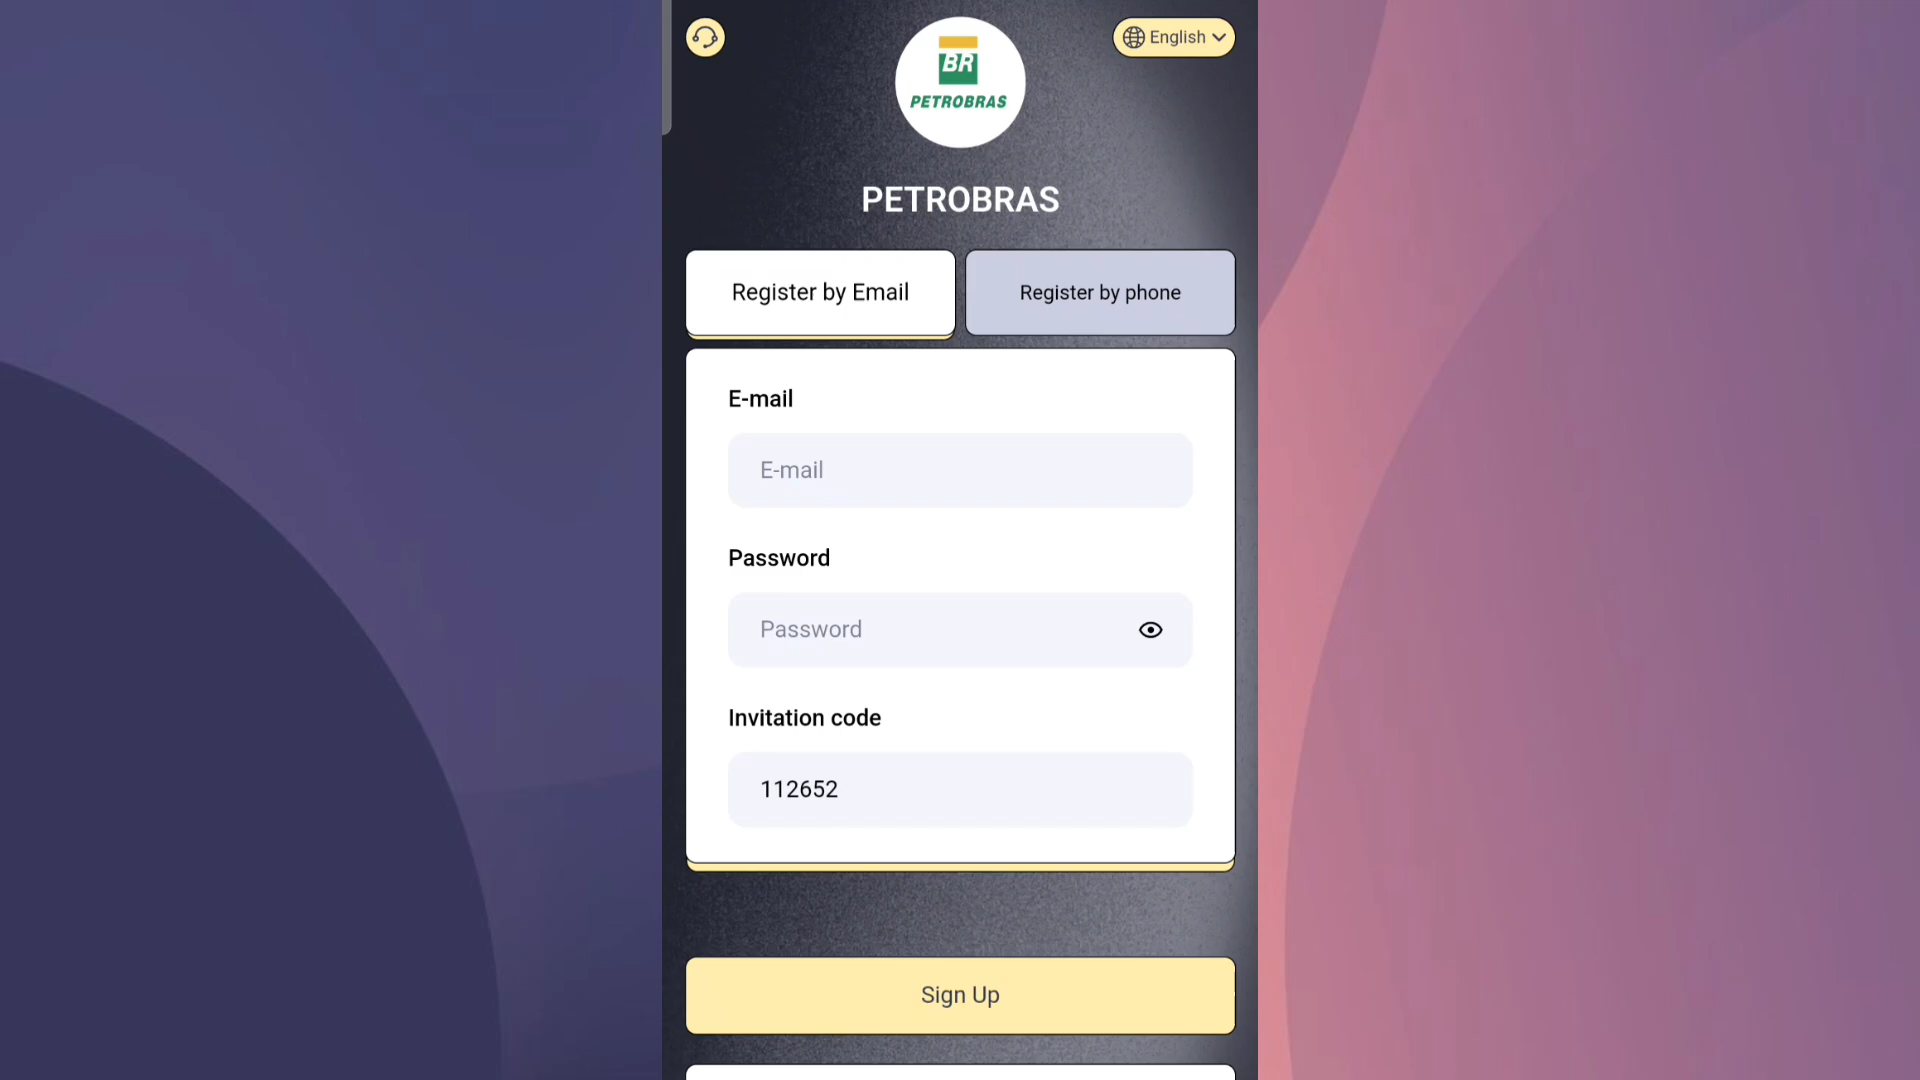 English
BR
PETROBRAS
PETROBRAS
Register by Email
Register by phone
E-mail
E-mail
Password
Password
Invitation code
112652
Sign Up